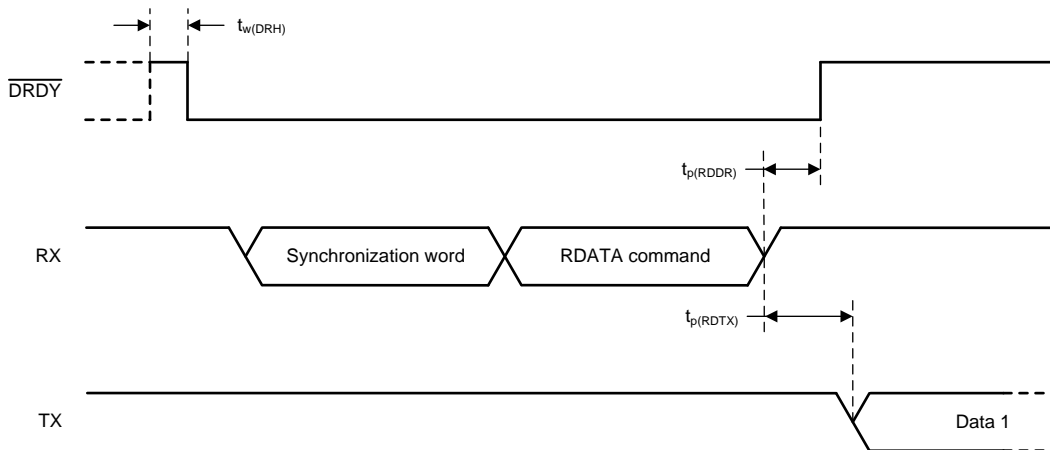 tw(DRH)
DRDY
tp(RDDR)
RX
Synchronization word
RDATA command
tp(RDTX)
TX
Data 1